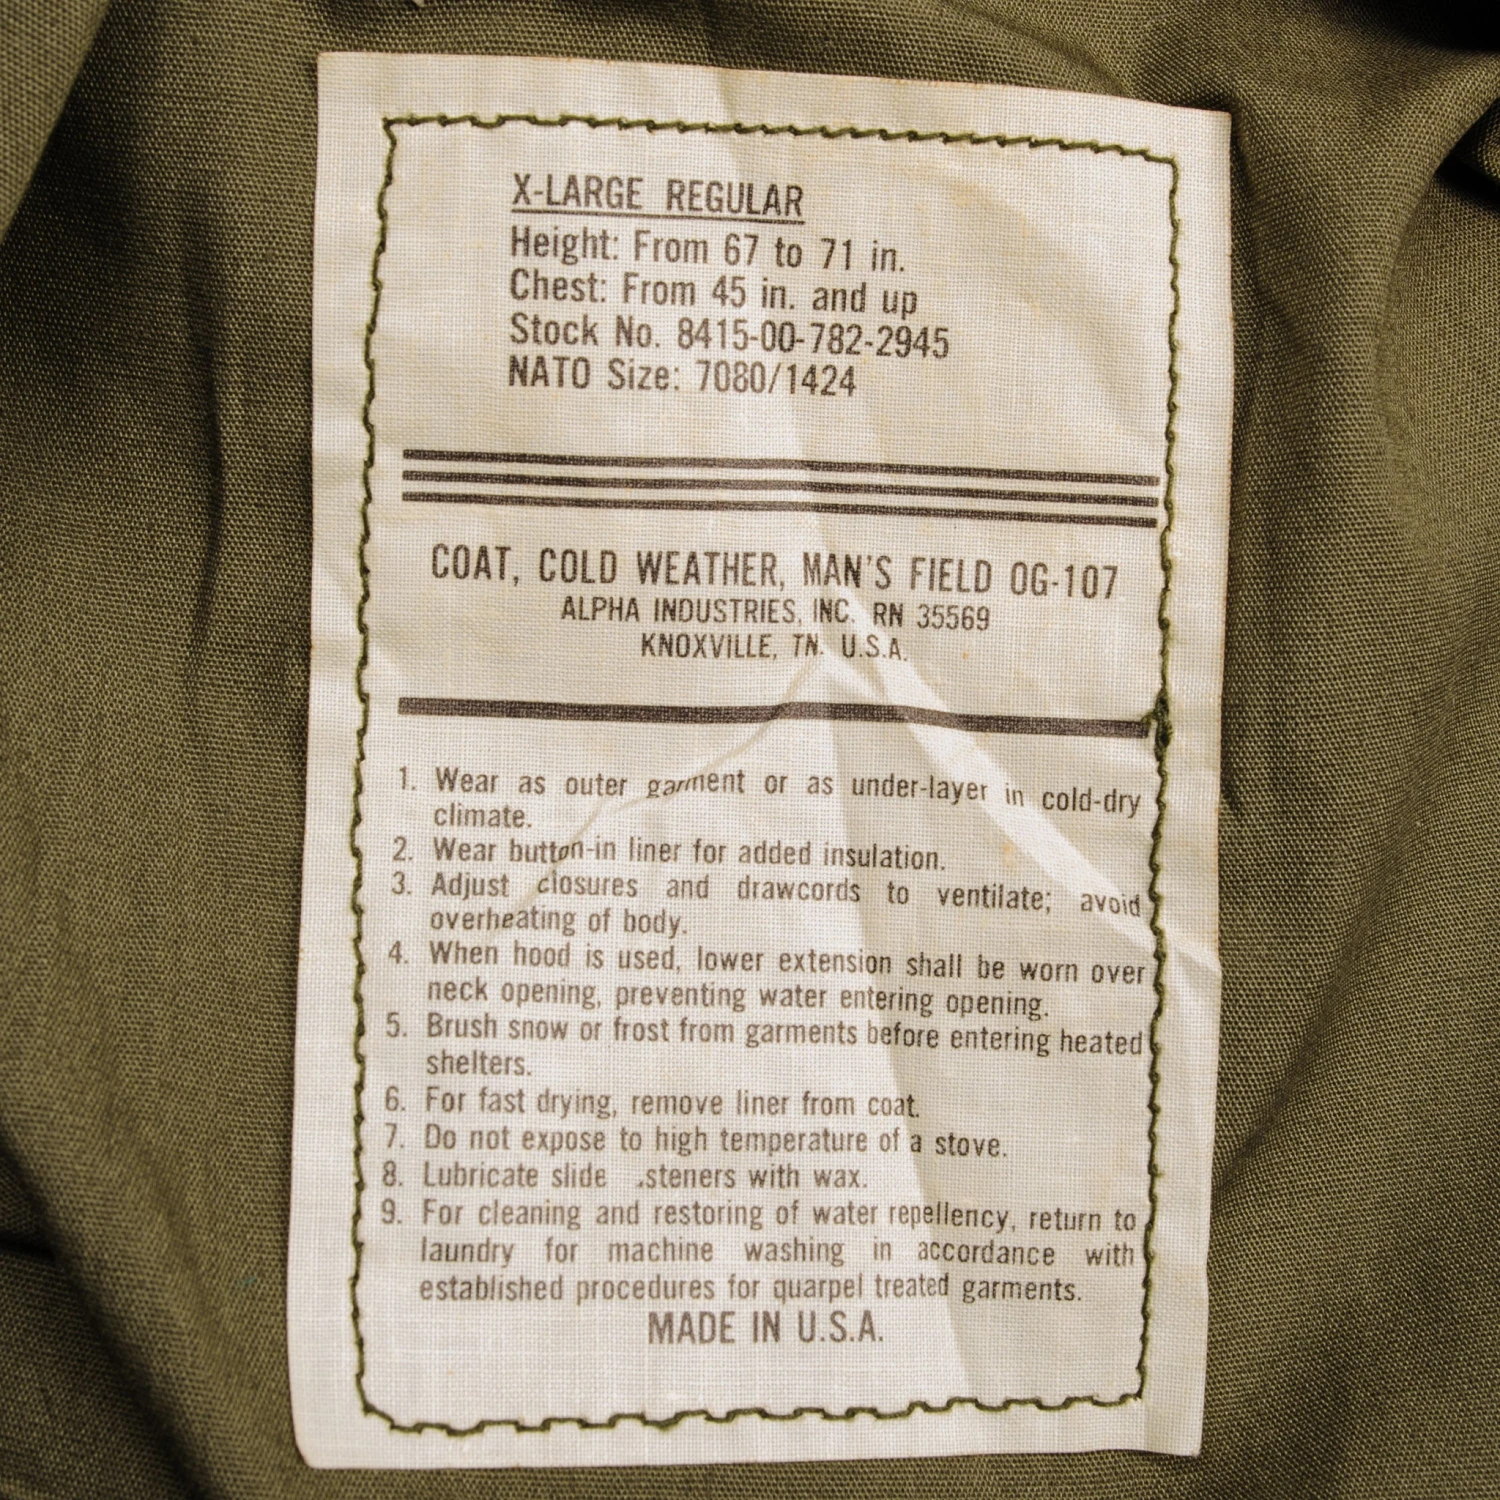 X-LARGE REGULAR
Height: From 67 to 71 in.
Chest: From 45 in. and up
Stock No. 8415-00-782-2945
NATO Size: 7080/1424
COAT, COLD WEATHER, MAN'S FIELD OG-107
ALPHA INDUSTRIES, INC. RN 35569
KNOXVILLE, TN. U.S.A.
1. Wear as outer garment or as under-layer in cold-dry
climate.
2. Wear button-in liner for added insulation.
3. Adjust closures and drawcords to ventilate; avoid
overheating of body.
4. When hood is used, lower extension shall be worn over
neck opening, preventing water entering opening.
5. Brush snow or frost from garments before entering heated
shelters.
6. For fast drying, remove liner from coat.
7. Do not expose to high temperature of a stove.
8. Lubricate slide steners with wax.
9. For cleaning and restoring of water repellency, return to
laundry for machine washing in accordance with
established procedures for quarpel treated garments.
MADE IN U.S.A.